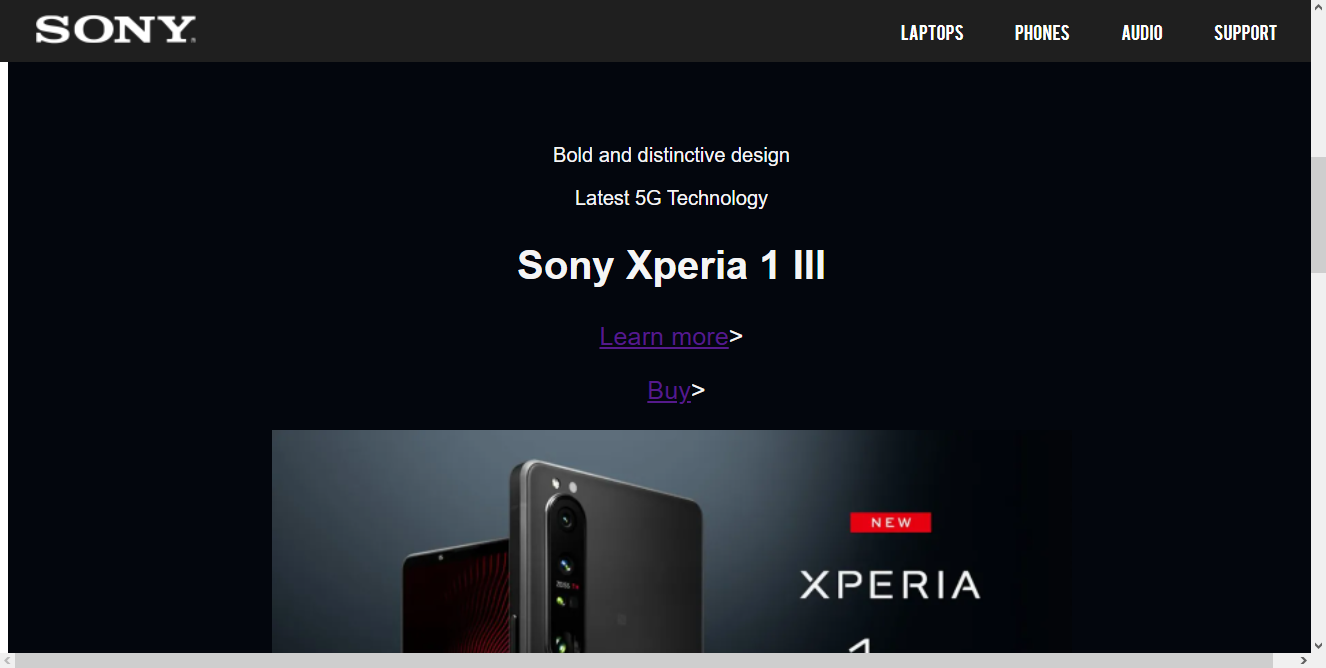 SONY
LAPTOPS PHONES AUDIO SUPPORT
Bold and distinctive design
Latest 5G Technology
Sony Xperia 1 III
Learn more>
Buy>
NEW
XPERIA
1